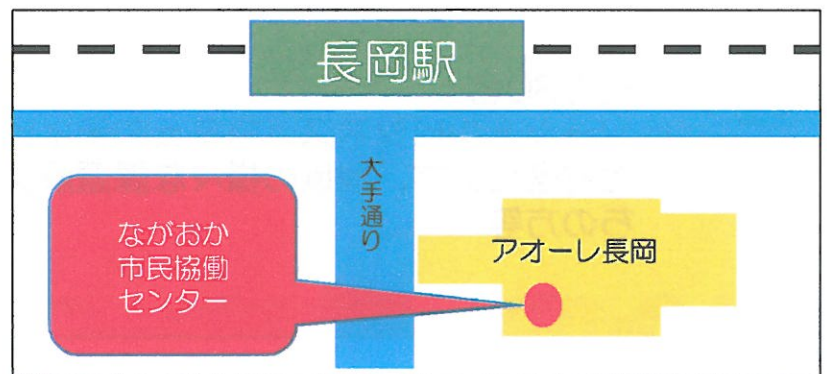 長岡駅
大手通り
ながおか
市民協働
センター
アオーレ長岡